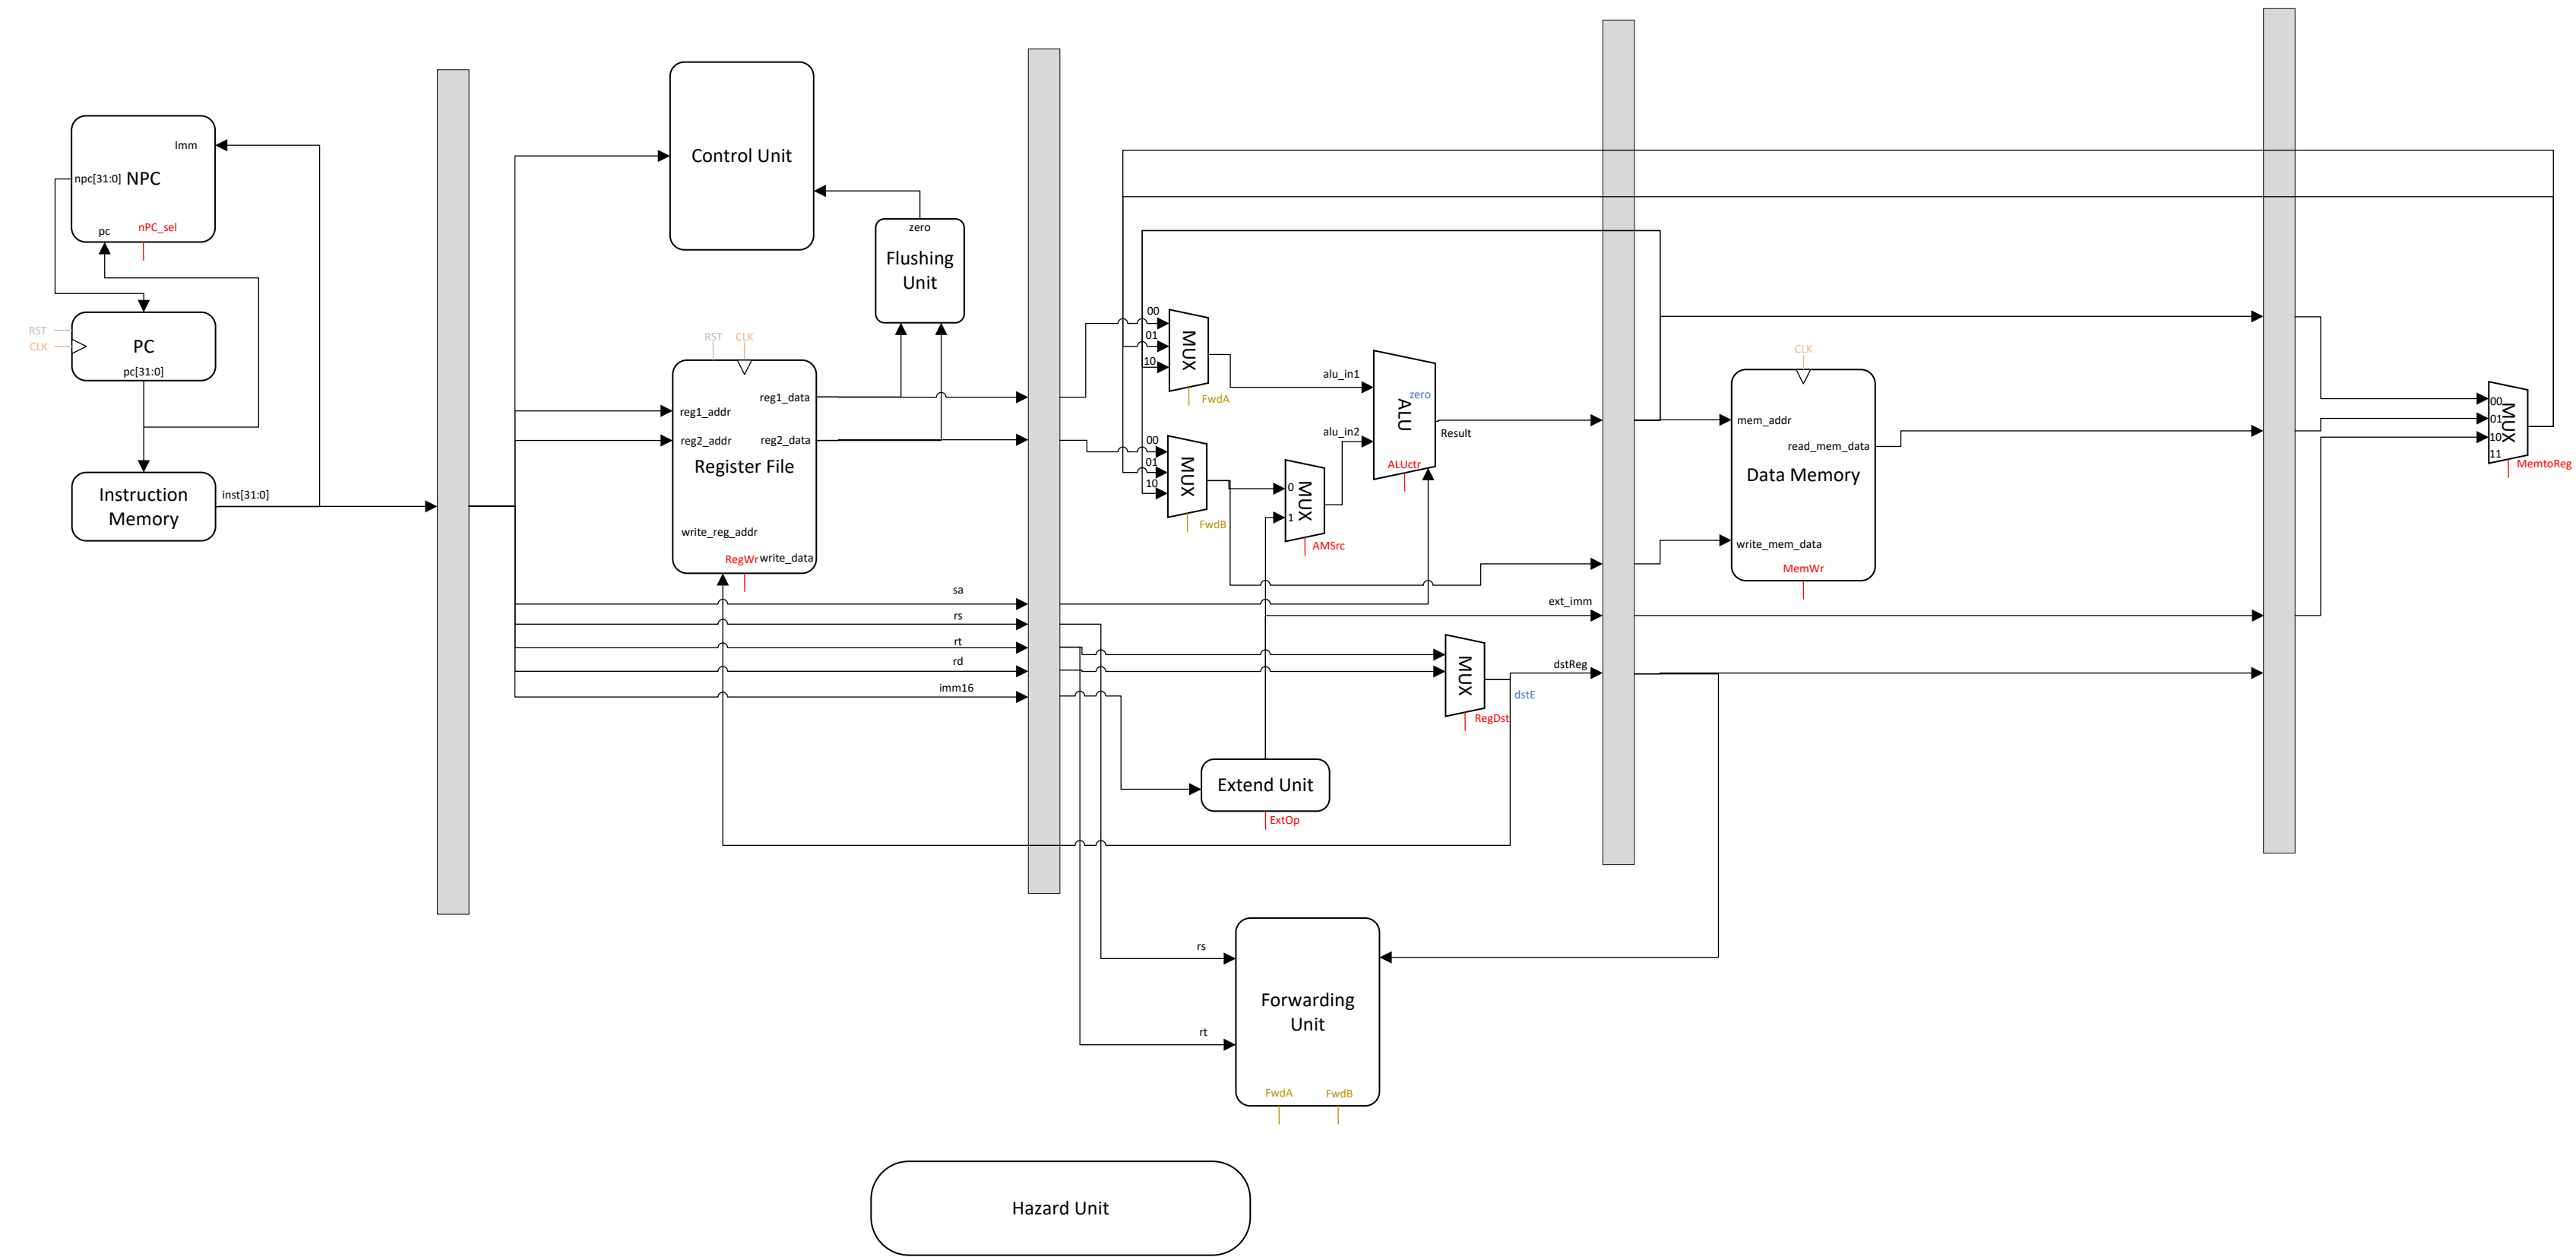 Imm
npc[31:0] NPC
pc
nPC_sel
RST
CLK
PC
pc[31:0]
Instruction
Memory
inst[31:0]
Control Unit
zero
Flushing
Unit
RST
CLK
reg1_addr
reg1_data
reg2_addr
reg2_data
Register File
write_reg_addr
RegWr
write_data
sa
rs
rt
rd
imm16
00
01
10
MUX
FwdA
00
01
10
MUX
FwdB
0
1
MUX
AMSrc
alu_in1
alu_in2
zero
ALU
ALUctr
Result
ext_imm
MUX
RegDst
dstReg
dstE
Extend Unit
ExtOp
CLK
mem_addr
read_mem_data
Data Memory
write_mem_data
MemWr
00
01
10
11
MUX
MemtoReg
rs
Forwarding
Unit
rt
FwdA
FwdB
Hazard Unit